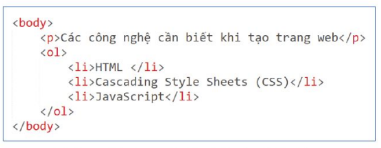 <body>
<p>Các công nghệ cần biết khi tạo trang web</p>
<ol>
<li>HTML </li>
<li>Cascading Style Sheets (CSS)</li>
<li>JavaScript</li>
</ol>
</body>